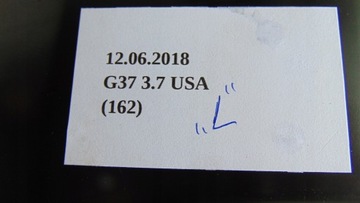 12.06.2018
G37 3.7 USA
(162)
„L“